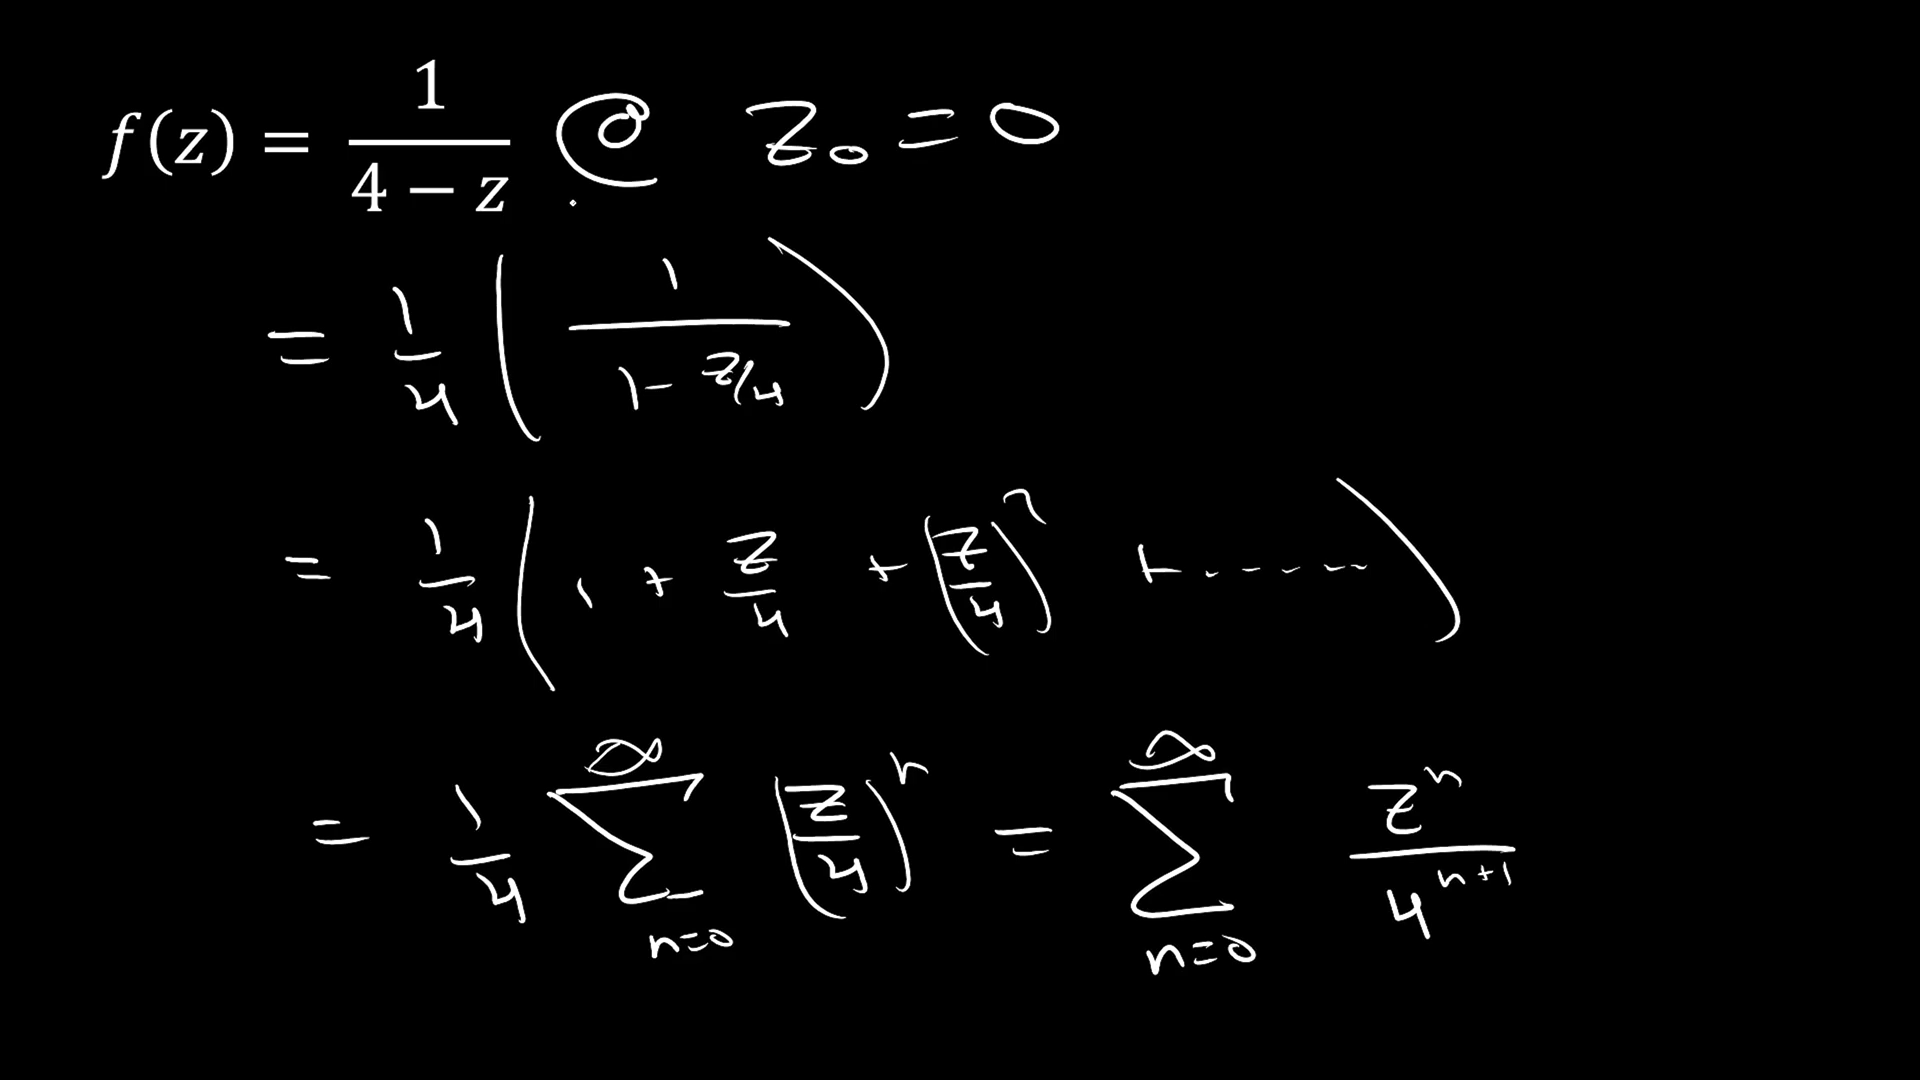 f(z) = 1/(4 − z) @ z₀ = 0
= 1/4 (1/(1 − z/4))
= 1/4 (1 + z/4 + (z/4)² + ......)
= 1/4 ∑_{n=0}^{∞} (z/4)ⁿ = ∑_{n=0}^{∞} zⁿ/4ⁿ⁺¹